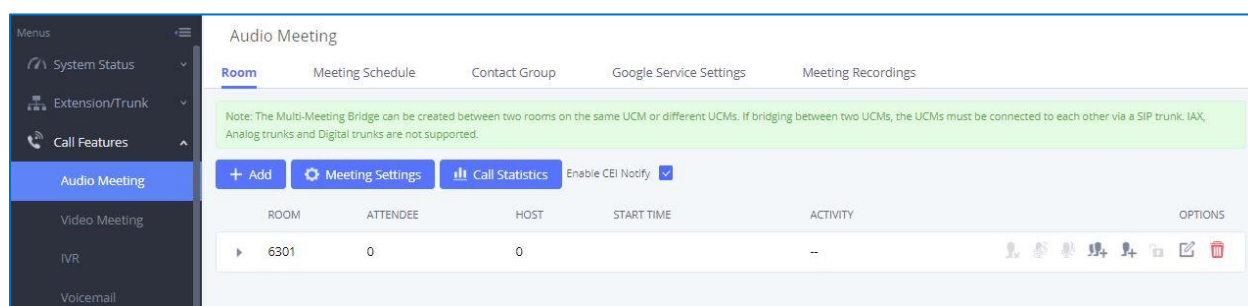 Menus
System Status
Extension/Trunk
Call Features
Audio Meeting
Video Meeting
IVR
Voicemail
Audio Meeting
Room Meeting Schedule Contact Group Google Service Settings Meeting Recordings
Note: The Multi-Meeting Bridge can be created between two rooms on the same UCM or different UCMs. If bridging between two UCMs, the UCMs must be connected to each other via a SIP trunk. IAX,
Analog trunks and Digital trunks are not supported.
+ Add Meeting Settings Call Statistics Enable CEI Notify
ROOM ATTENDEE HOST START TIME ACTIVITY OPTIONS
6301 0 0 --